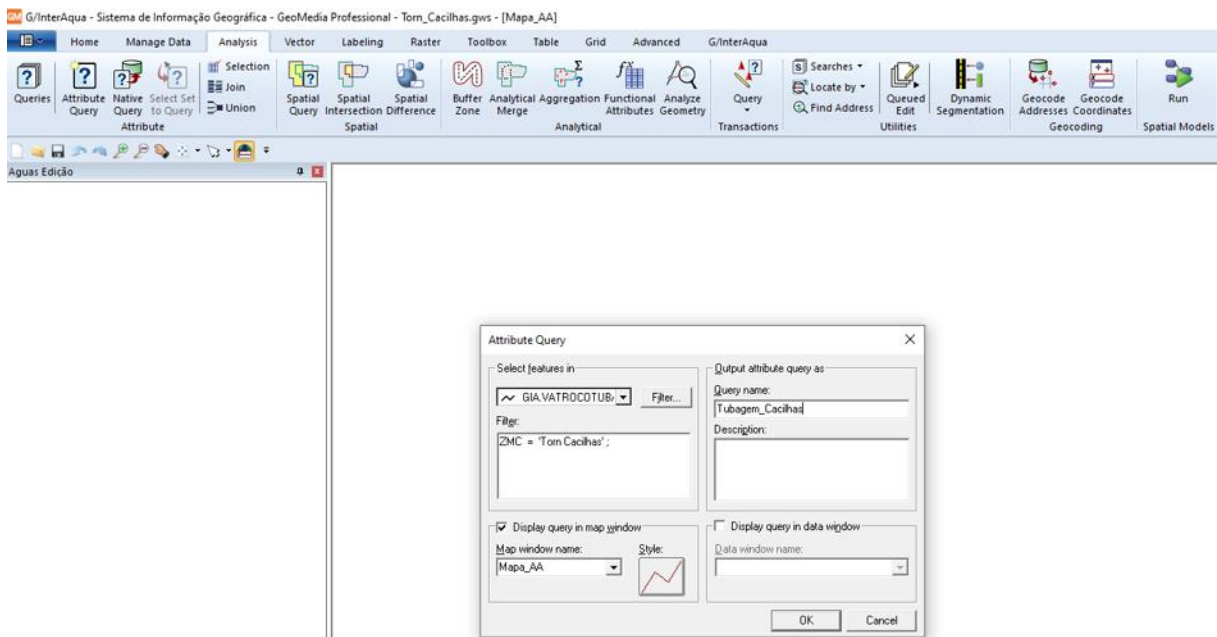 GM G/InterAqua - Sistema de Informação Geográfica - GeoMedia Professional - Torn_Cacilhas.gws - [Mapa_AA]
Home Manage Data Analysis Vector Labeling Raster Toolbox Table Grid Advanced G/InterAqua
Queries
Attribute Query
Native Query
Select Set to Query
Selection
Join
Union
Attribute
Spatial Query
Spatial Intersection
Spatial Difference
Spatial
Buffer Zone
Analytical Merge
Aggregation
Functional Attributes
Analyze Geometry
Analytical
Query
Transactions
Searches
Locate by
Find Address
Queued Edit
Dynamic Segmentation
Utilities
Geocode Addresses
Geocode Coordinates
Geocoding
Run
Spatial Models
Aguas Edição
Attribute Query
Select features in
GIA.VATROCOTUB
Filter...
Filter:
ZMC = 'Torn Cacilhas' ;
Output attribute query as
Query name:
Tubagem_Cacilhas
Description:
Display query in map window
Map window name:
Style:
Mapa_AA
Display query in data window
Data window name:
OK Cancel